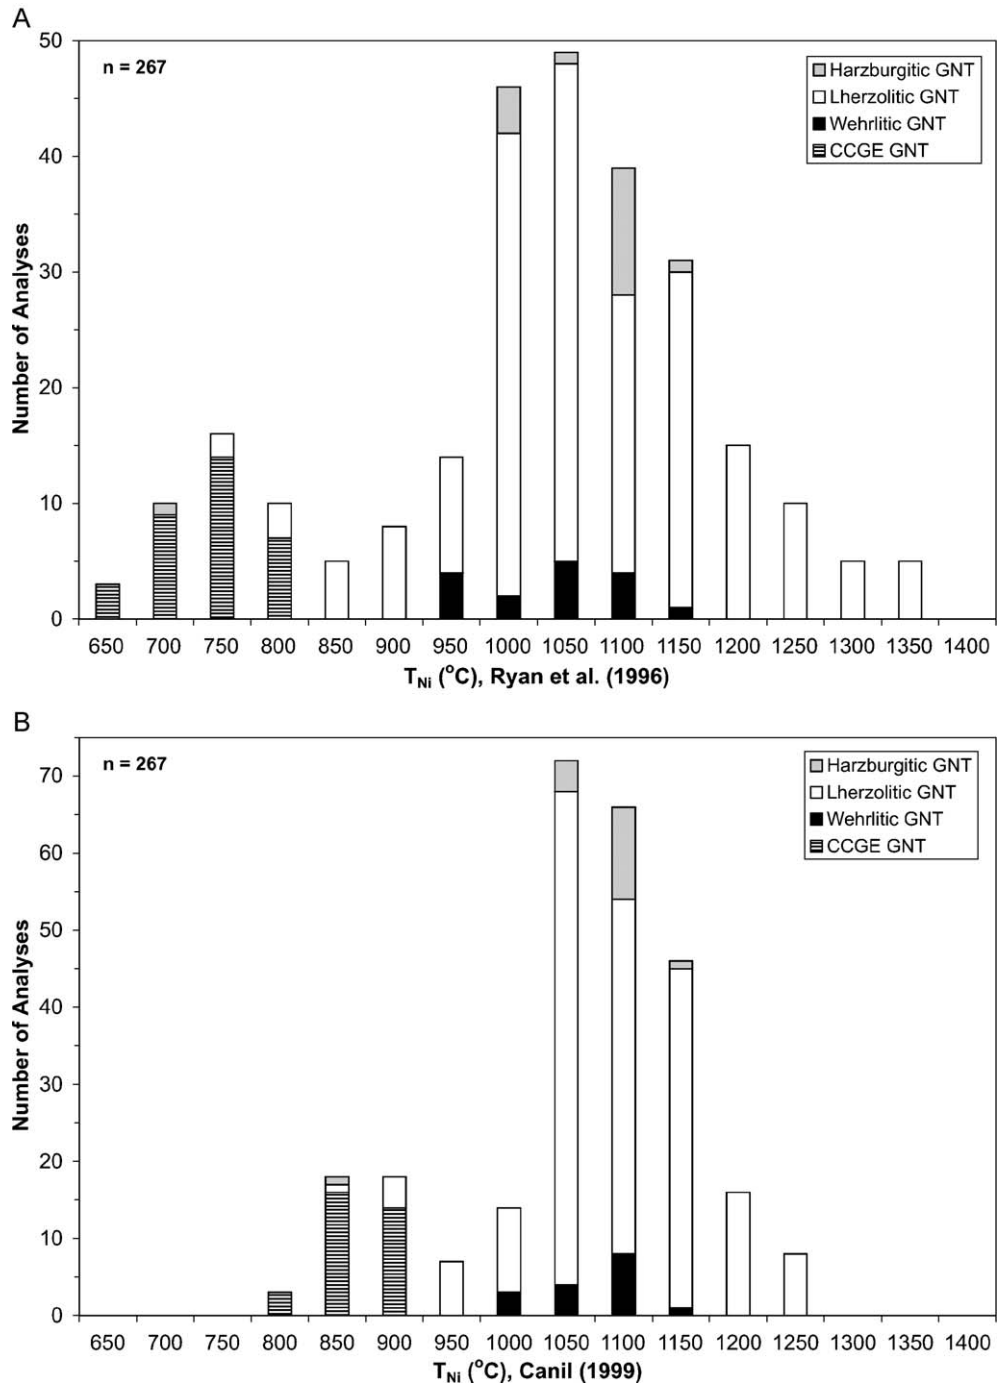 A
50
n = 267
Harzburgitic GNT
Lherzolitic GNT
Wehrlitic GNT
CCGE GNT
40
30
20
10
0
Number of Analyses
650 700 750 800 850 900 950 1000 1050 1100 1150 1200 1250 1300 1350 1400
TNi (oC), Ryan et al. (1996)
B
n = 267
Harzburgitic GNT
Lherzolitic GNT
Wehrlitic GNT
CCGE GNT
70
60
50
40
30
20
10
0
Number of Analyses
650 700 750 800 850 900 950 1000 1050 1100 1150 1200 1250 1300 1350 1400
TNi (oC), Canil (1999)